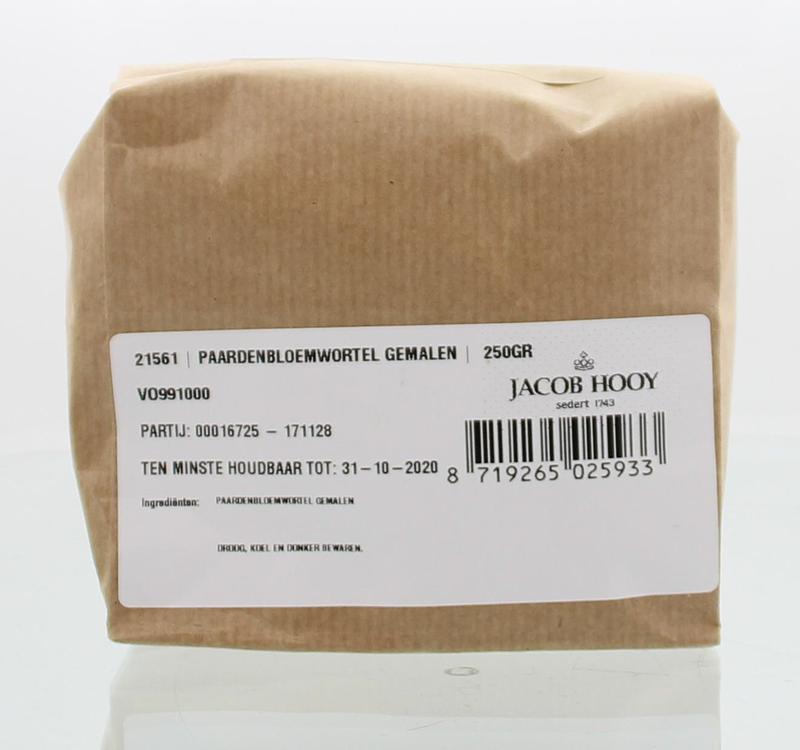 21561 | PAARDENBLOEMWORTEL GEMALEN | 250GR
VO991000
JACOB HOOY
sedert 1743
PARTIJ: 00016725 – 171128
TEN MINSTE HOUDBAAR TOT: 31–10–2020
8 719265 025933
Ingrediënten: PAARDENBLOEMWORTEL GEMALEN
DROOG, KOEL EN DONKER BEWAREN.